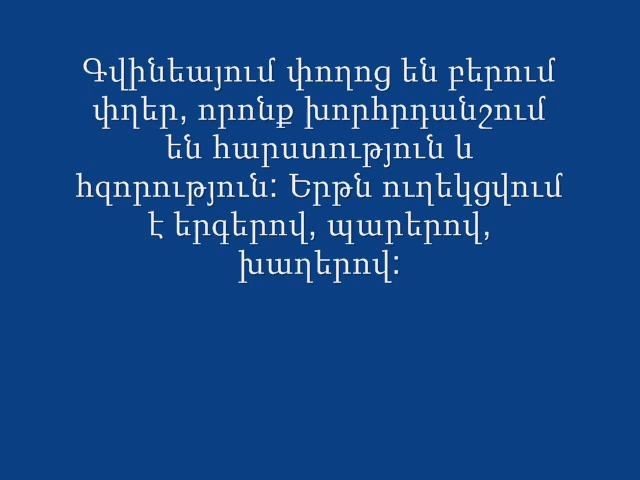 Գվինեայում փողոց են բերում
փղեր, որոնք խորհրդանշում
են հարստություն և
հզորություն: Երթն ուղեկցվում
է երգերով, պարերով,
խաղերով: